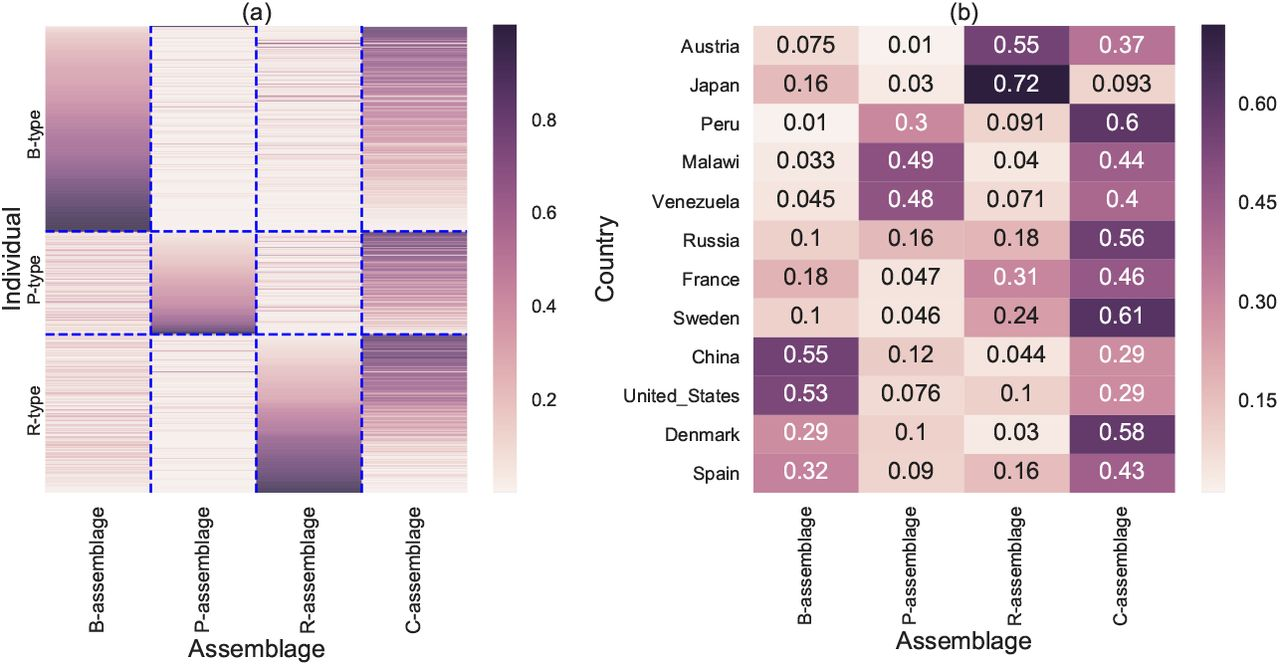 (a)
Individual
B-type
P-type
R-type
B-assemblage
P-assemblage
R-assemblage
C-assemblage
Assemblage
0.8
0.6
0.4
0.2
(b)
Country
Austria 0.075 0.01 0.55 0.37
Japan 0.16 0.03 0.72 0.093
Peru 0.01 0.3 0.091 0.6
Malawi 0.033 0.49 0.04 0.44
Venezuela 0.045 0.48 0.071 0.4
Russia 0.1 0.16 0.18 0.56
France 0.18 0.047 0.31 0.46
Sweden 0.1 0.046 0.24 0.61
China 0.55 0.12 0.044 0.29
United_States 0.53 0.076 0.1 0.29
Denmark 0.29 0.1 0.03 0.58
Spain 0.32 0.09 0.16 0.43
B-assemblage
P-assemblage
R-assemblage
C-assemblage
Assemblage
0.60
0.45
0.30
0.15